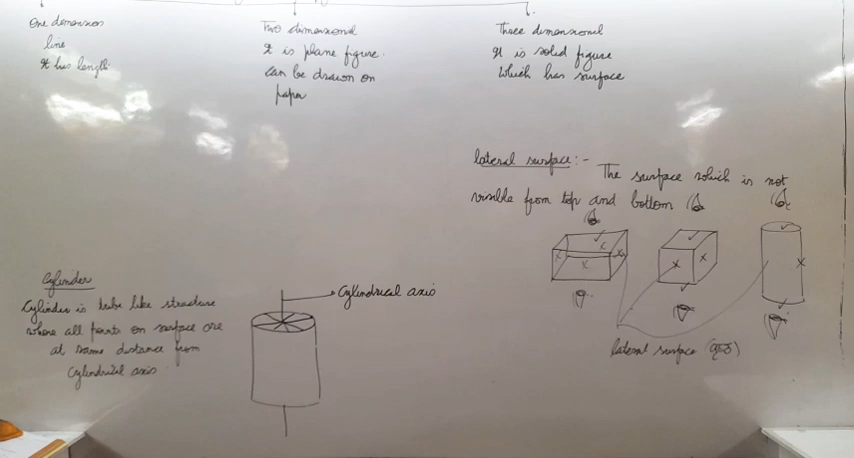 One dimension
line
It has length
Two dimensional
It is plane figure.
can be drawn on
paper
Three dimensional
It is solid figure
which has surface
lateral surface:- The surface which is not
visible from top and bottom
Cylinder
Cylinder is tube like structure
where all points on surface are
at same distance from
Cylindrical axis
Cylindrical axis
lateral surface